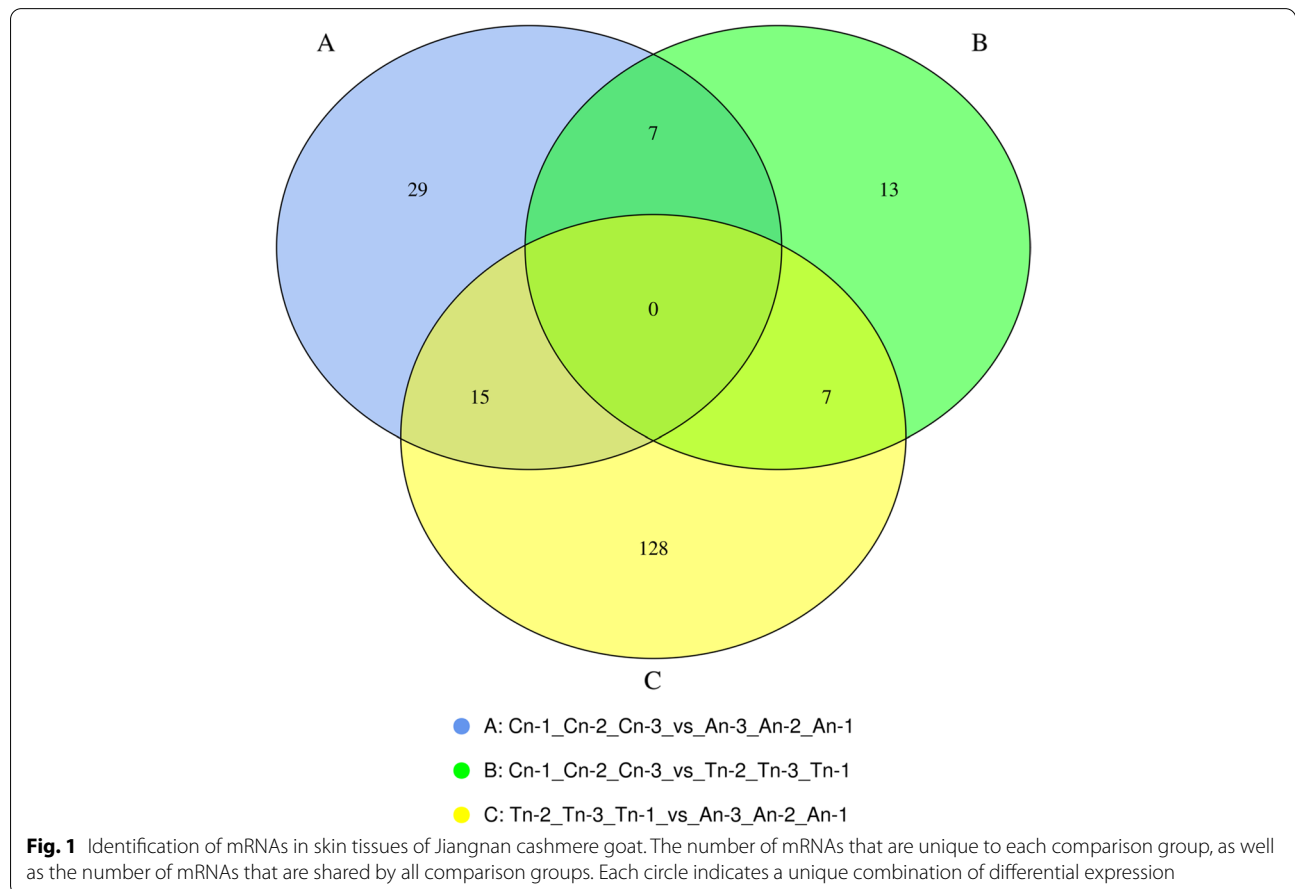 A
B
7
29
13
0
15
7
128
C
A: Cn-1_Cn-2_Cn-3_vs_An-3_An-2_An-1
B: Cn-1_Cn-2_Cn-3_vs_Tn-2_Tn-3_Tn-1
C: Tn-2_Tn-3_Tn-1_vs_An-3_An-2_An-1
Fig. 1 Identification of mRNAs in skin tissues of Jiangnan cashmere goat. The number of mRNAs that are unique to each comparison group, as well
as the number of mRNAs that are shared by all comparison groups. Each circle indicates a unique combination of differential expression